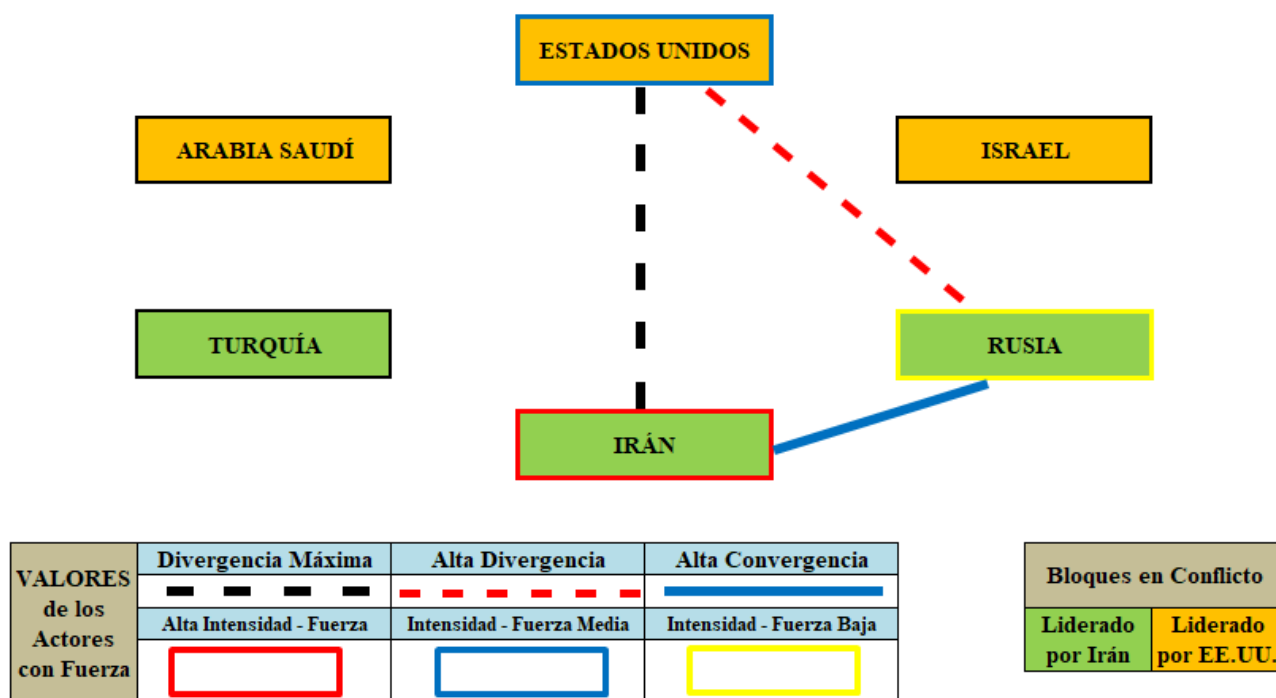 ESTADOS UNIDOS
ARABIA SAUDÍ
ISRAEL
TURQUÍA
RUSIA
IRÁN
VALORES
de los
Actores
con Fuerza
Divergencia Máxima
Alta Divergencia
Alta Convergencia
Alta Intensidad - Fuerza
Intensidad - Fuerza Media
Intensidad - Fuerza Baja
Bloques en Conflicto
Liderado
por Irán
Liderado
por EE.UU.